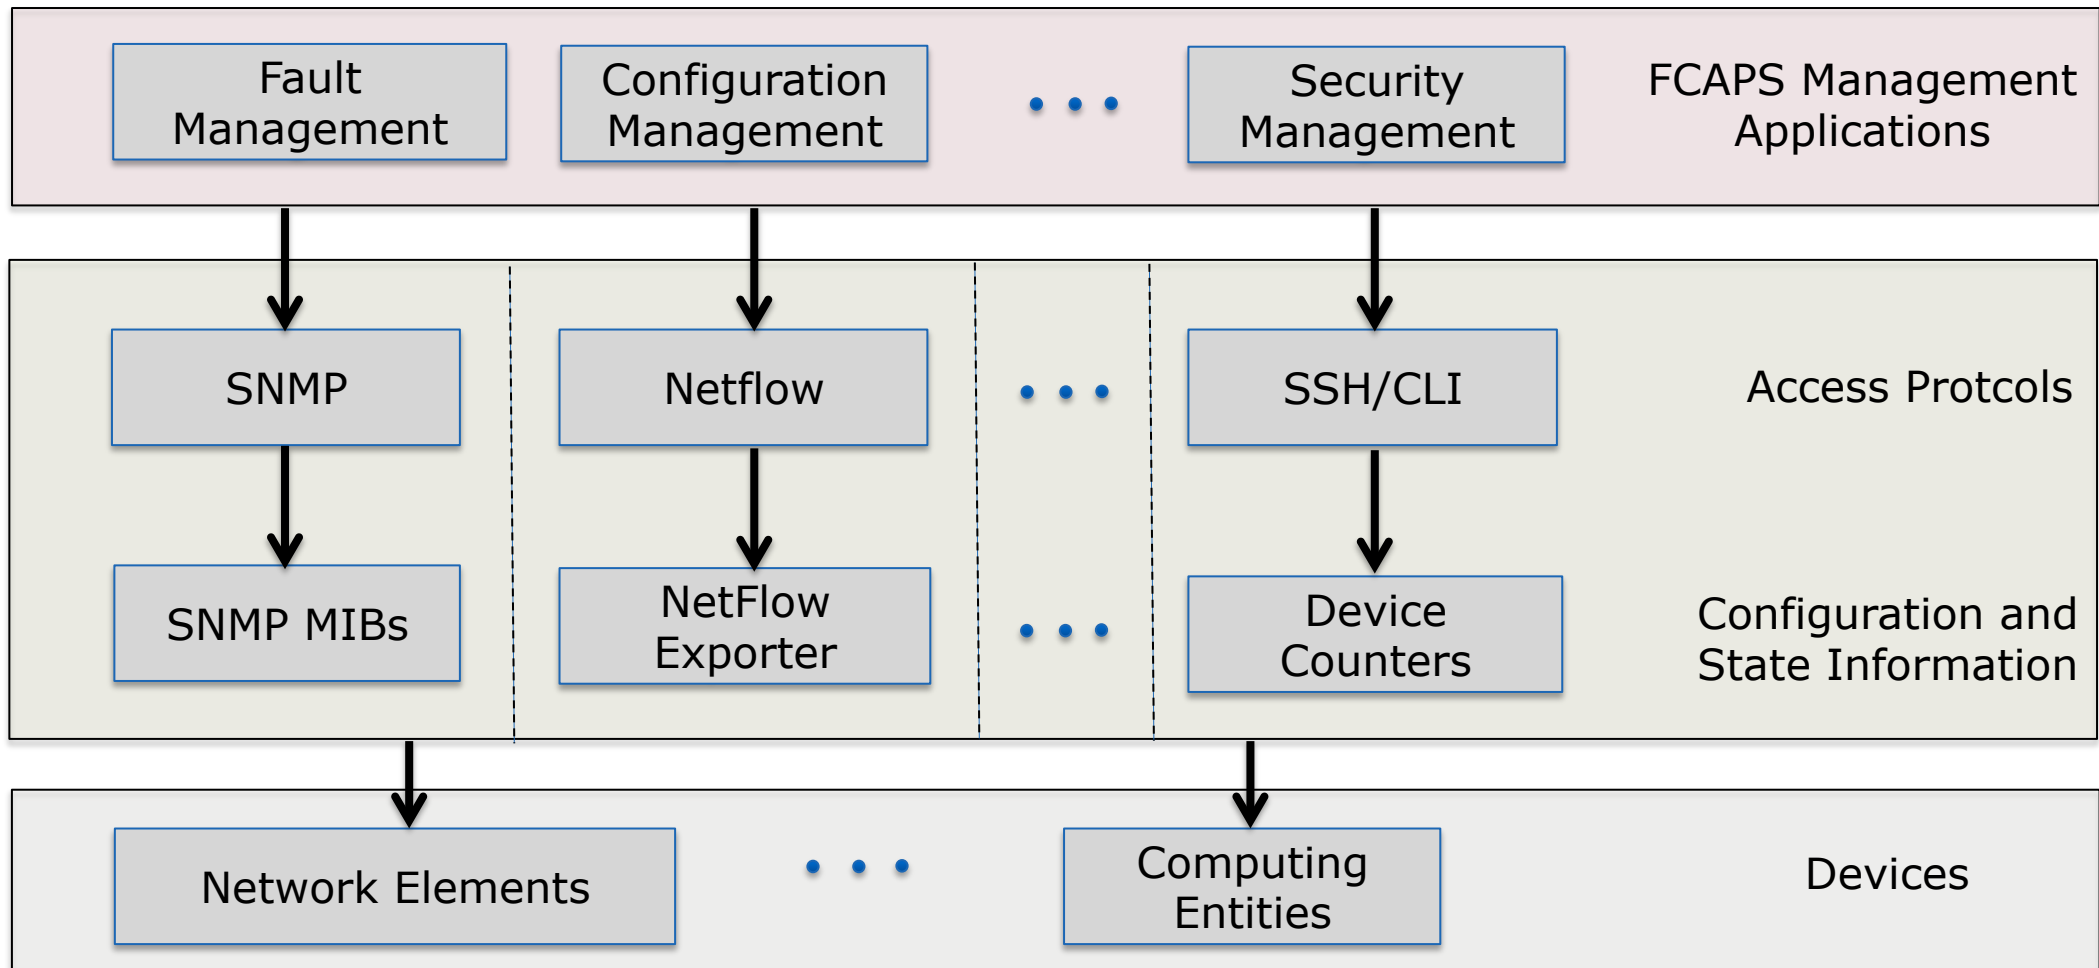 Fault
Management
Configuration
Management
Security
Management
FCAPS Management
Applications
SNMP
Netflow
SSH/CLI
Access Protcols
SNMP MIBs
NetFlow
Exporter
Device
Counters
Configuration and
State Information
Network Elements
Computing
Entities
Devices